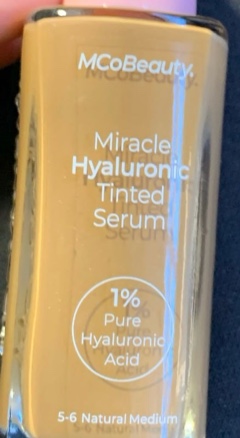 MCoBeauty.
Miracle
Hyaluronic
Tinted
Serum
1%
Pure
Hyaluronic
Acid
5-6 Natural Medium